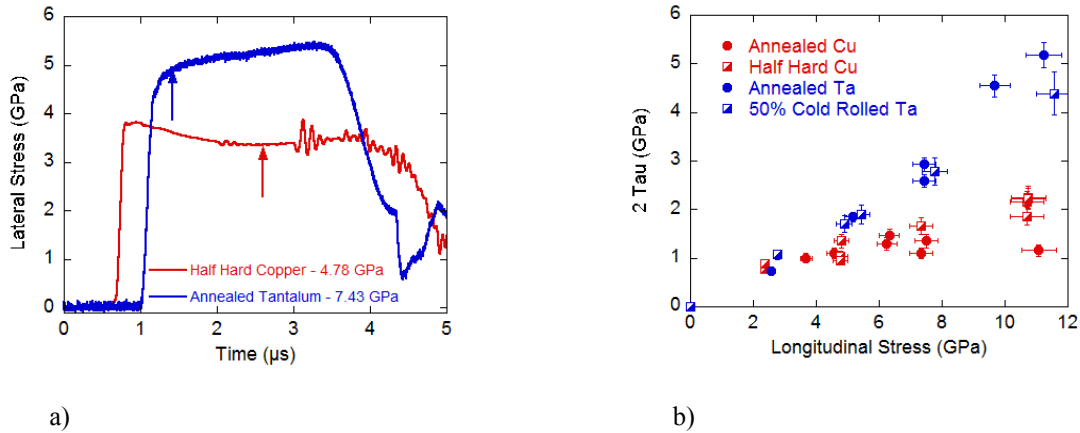 6
5
4
3
2
1
0
Lateral Stress (GPa)
Half Hard Copper - 4.78 GPa
Annealed Tantalum - 7.43 GPa
0 1 2 3 4 5
Time (µs)
a)
6
5
4
3
2
1
0
2 Tau (GPa)
Annealed Cu
Half Hard Cu
Annealed Ta
50% Cold Rolled Ta
0 2 4 6 8 10 12
Longitudinal Stress (GPa)
b)